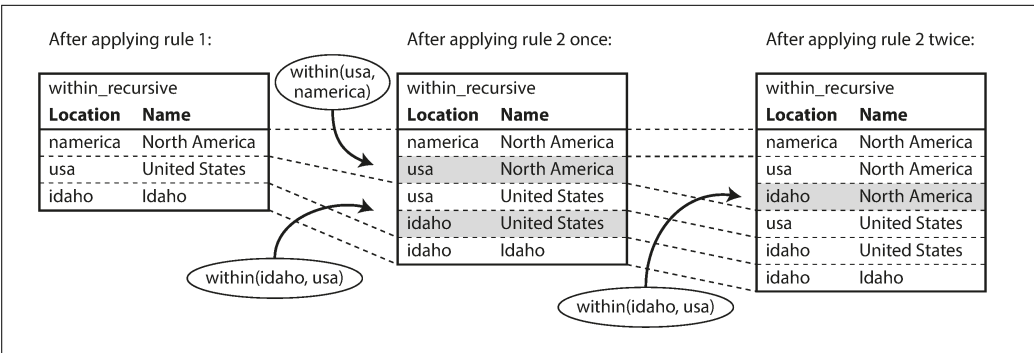 After applying rule 1:
within_recursive
Location Name
namerica North America
usa United States
idaho Idaho
within(usa,
namerica)
within(idaho, usa)
After applying rule 2 once:
within_recursive
Location Name
namerica North America
usa North America
usa United States
idaho United States
idaho Idaho
within(idaho, usa)
After applying rule 2 twice:
within_recursive
Location Name
namerica North America
usa North America
idaho North America
usa United States
idaho United States
idaho Idaho